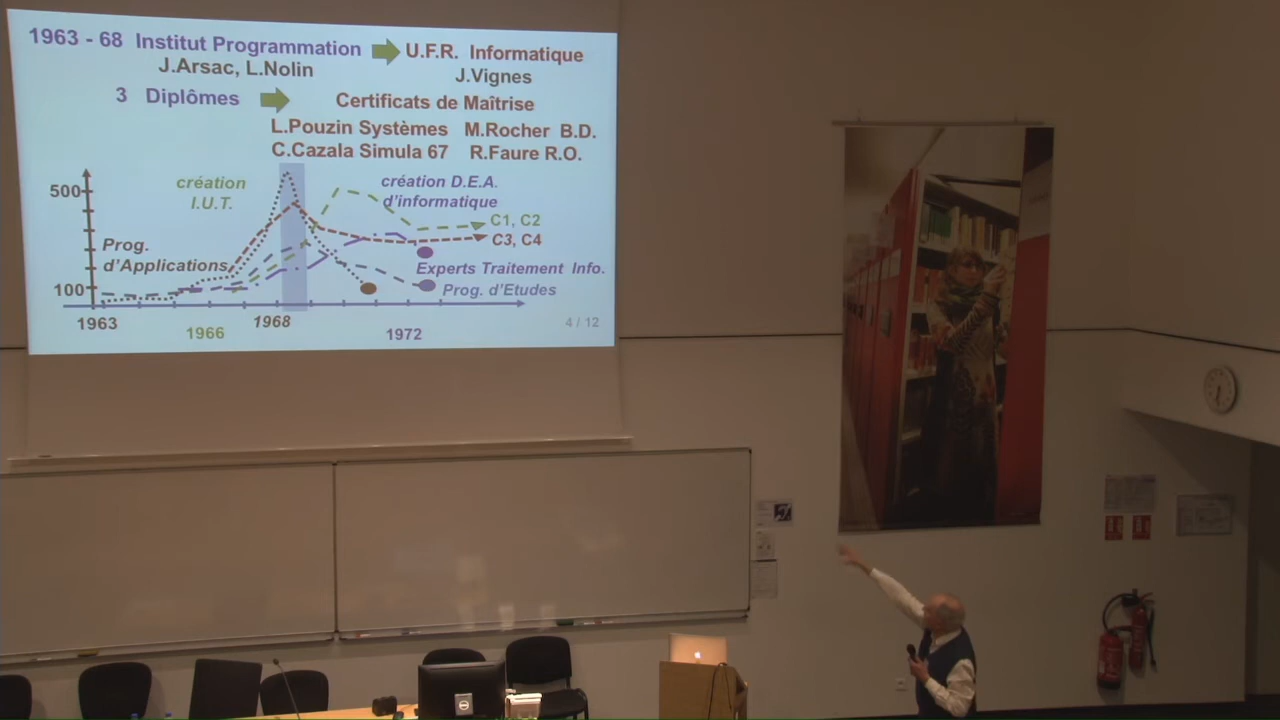 1963 - 68 Institut Programmation U.F.R. Informatique
J.Arsac, L.Nolin J.Vignes
3 Diplômes Certificats de Maîtrise
L.Pouzin Systèmes M.Rocher B.D.
C.Cazala Simula 67 R.Faure R.O.
500
création
I.U.T.
création D.E.A.
d'informatique
C1, C2
C3, C4
Prog.
d'Applications
Experts Traitement Info.
100
Prog. d'Etudes
1963
1966
1968
1972
4 / 12